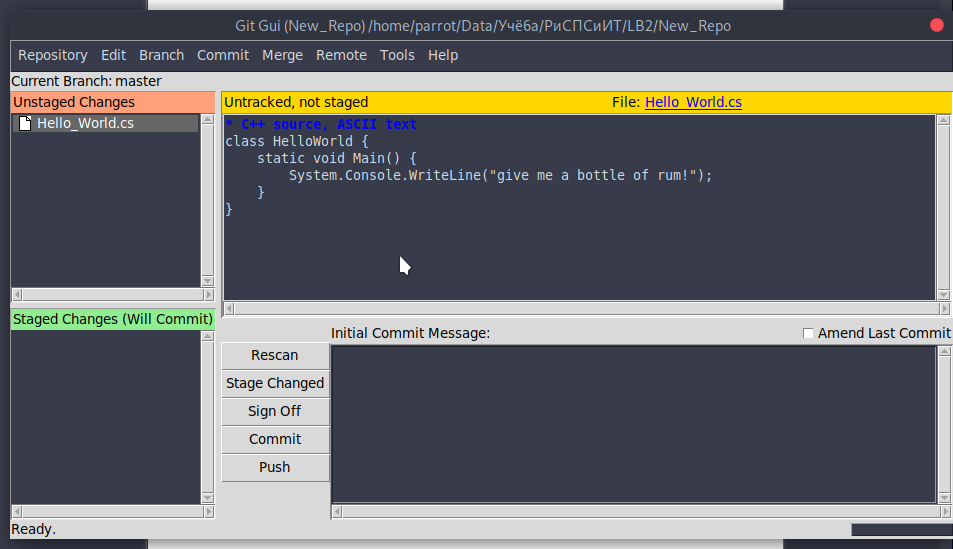 Git Gui (New_Repo) /home/parrot/Data/Учёба/РиСПСиИТ/LB2/New_Repo
Repository Edit Branch Commit Merge Remote Tools Help
Current Branch: master
Unstaged Changes
Hello_World.cs
Untracked, not staged File: Hello_World.cs
* C++ source, ASCII text
class HelloWorld {
    static void Main() {
        System.Console.WriteLine("give me a bottle of rum!");
    }
}
Staged Changes (Will Commit)
Initial Commit Message: Amend Last Commit
Rescan
Stage Changed
Sign Off
Commit
Push
Ready.